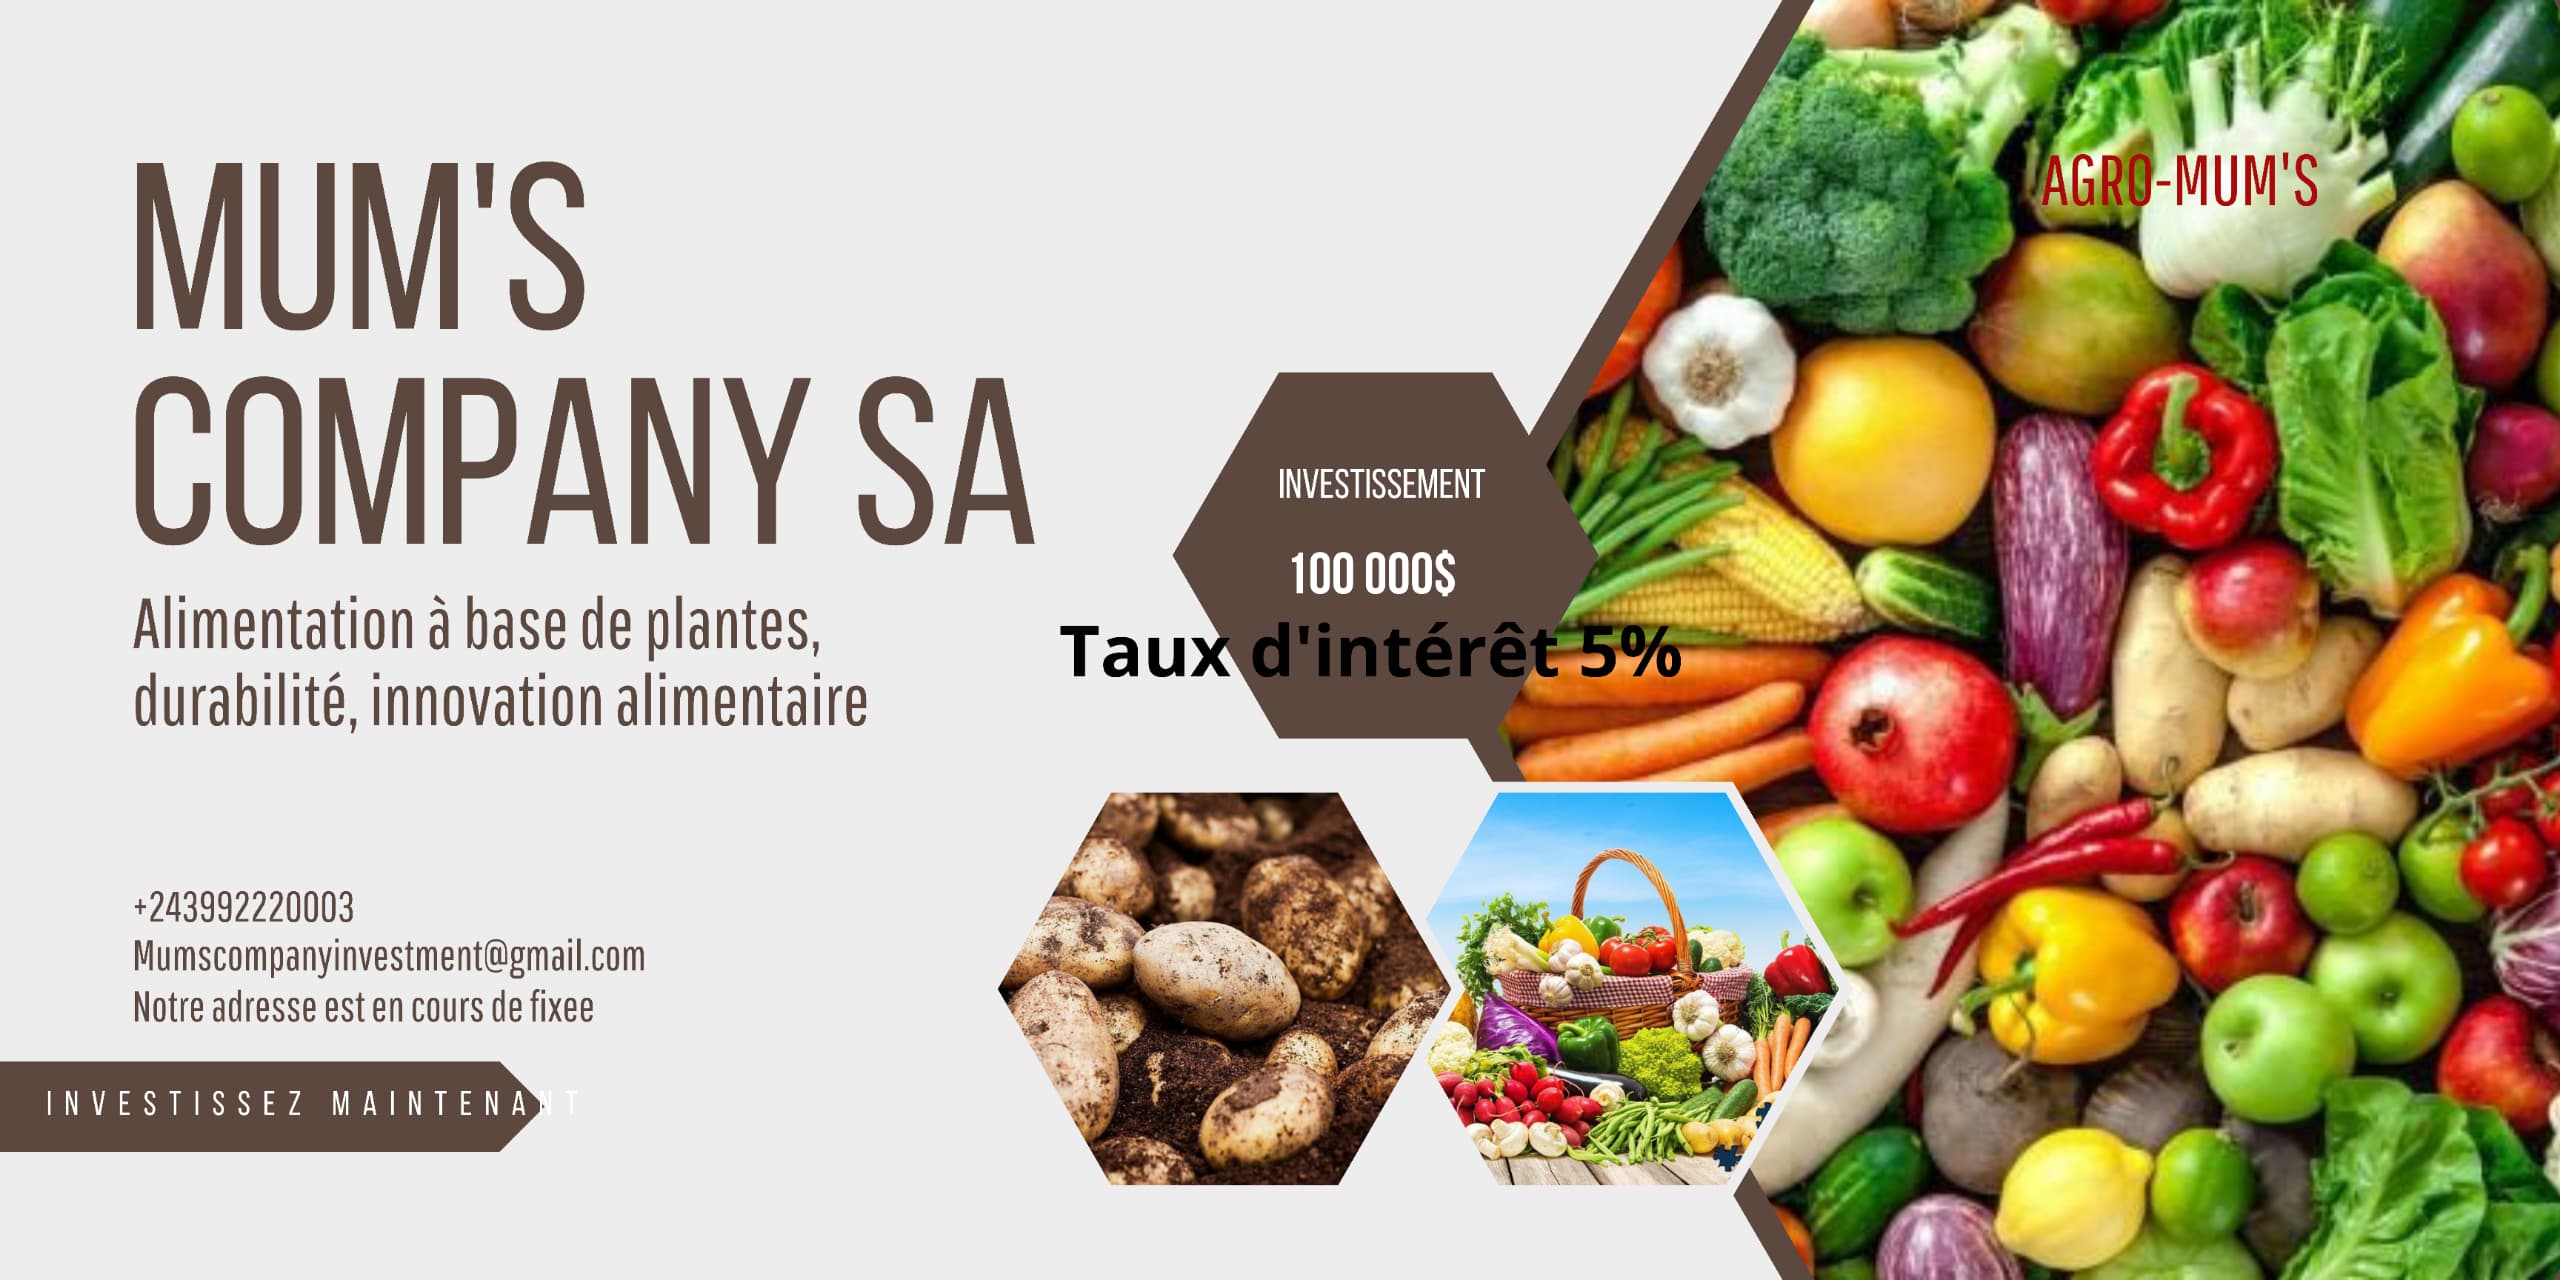 MUM'S
COMPANY SA
Alimentation à base de plantes,
durabilité, innovation alimentaire
+243992220003
Mumscompanyinvestment@gmail.com
Notre adresse est en cours de fixee
INVESTISSEZ MAINTENANT
INVESTISSEMENT
100 000$
Taux d'intérêt 5%
AGRO-MUM'S